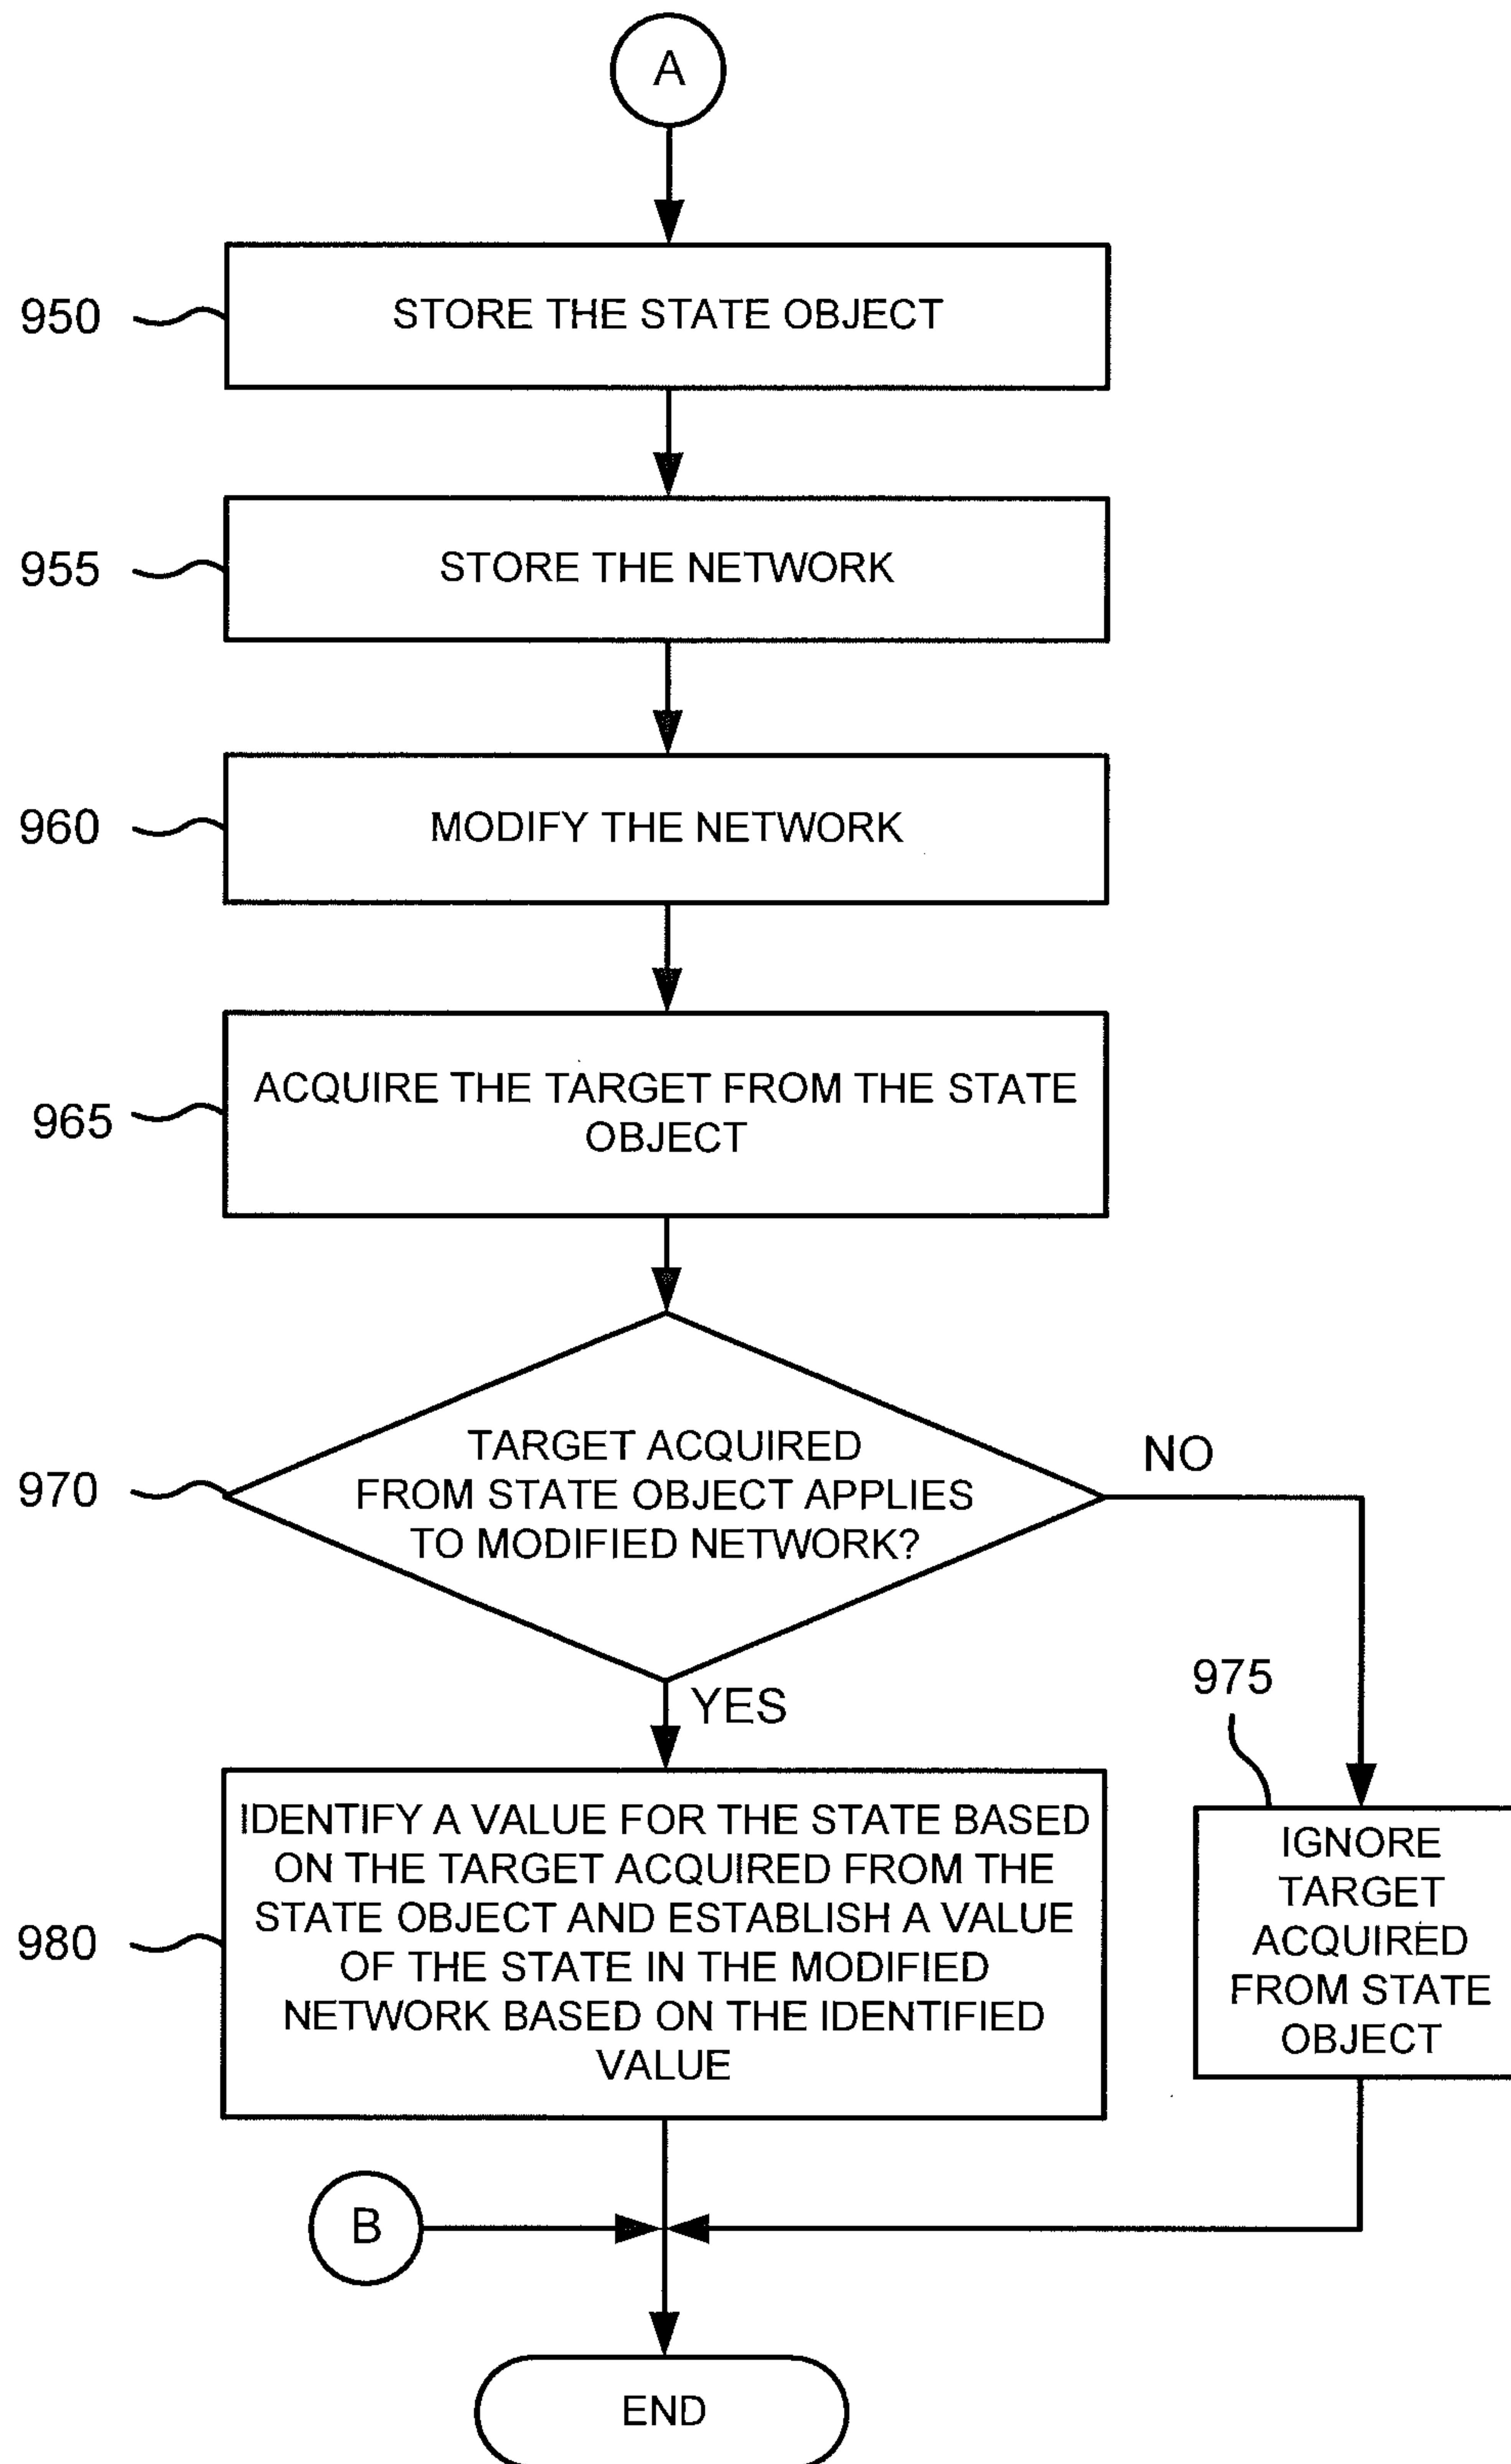 A
950
STORE THE STATE OBJECT
955
STORE THE NETWORK
960
MODIFY THE NETWORK
965
ACQUIRE THE TARGET FROM THE STATE
OBJECT
970
TARGET ACQUIRED
FROM STATE OBJECT APPLIES
TO MODIFIED NETWORK?
NO
YES
975
IGNORE
TARGET
ACQUIRED
FROM STATE
OBJECT
980
IDENTIFY A VALUE FOR THE STATE BASED
ON THE TARGET ACQUIRED FROM THE
STATE OBJECT AND ESTABLISH A VALUE
OF THE STATE IN THE MODIFIED
NETWORK BASED ON THE IDENTIFIED
VALUE
B
END